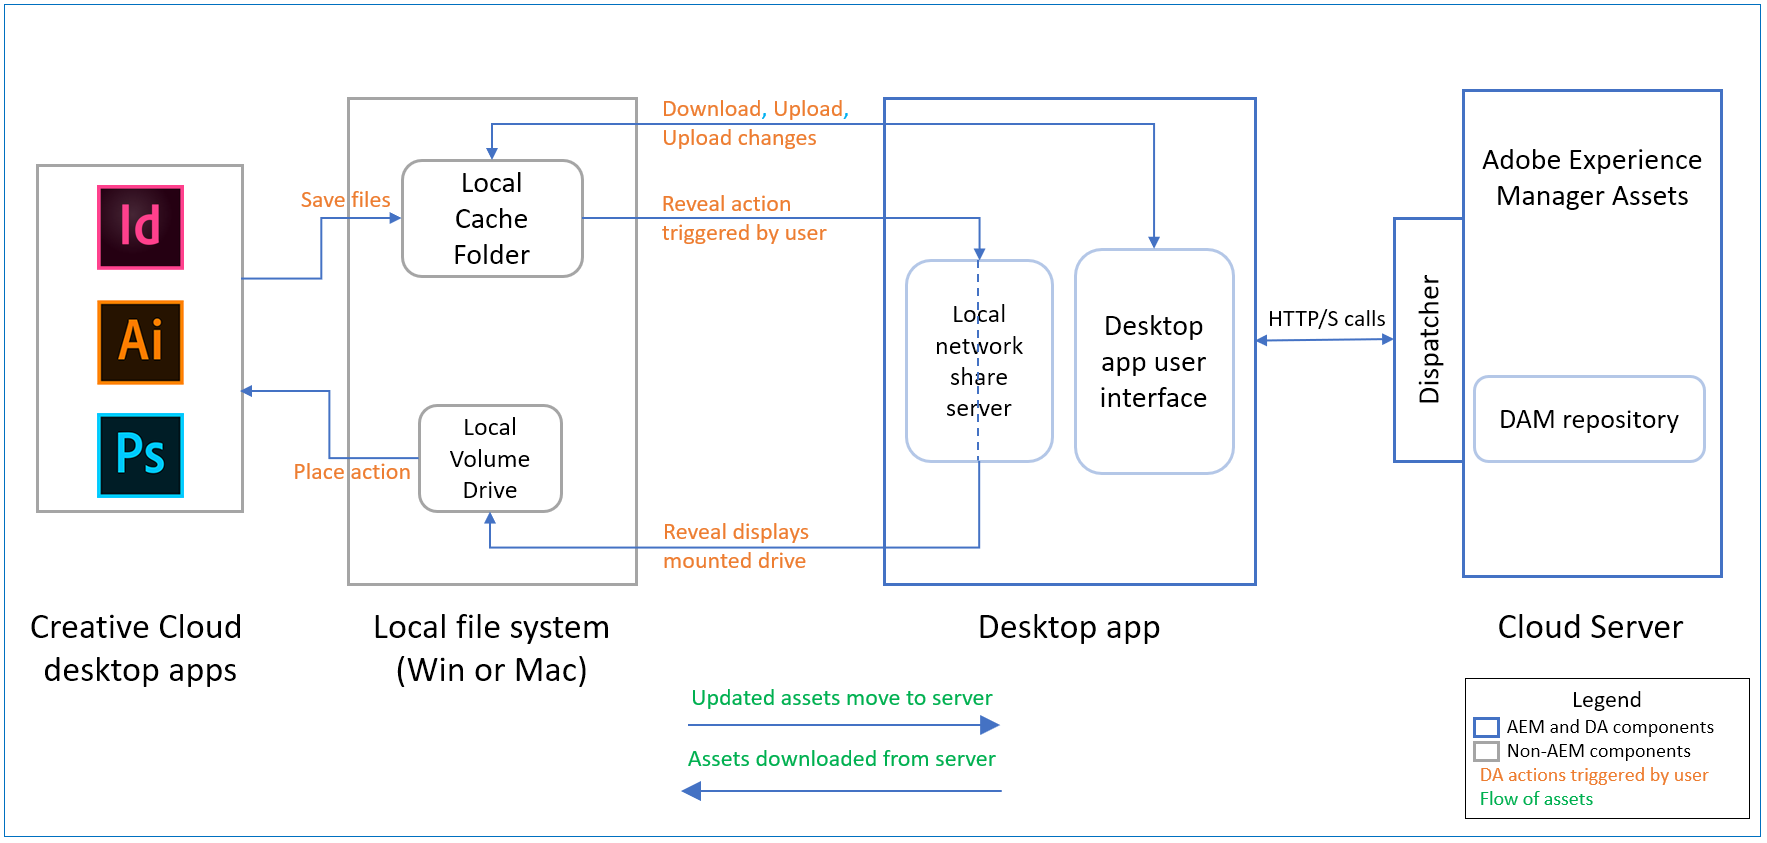 Download, Upload,
Upload changes
Adobe Experience
Manager Assets
Save files
Id
Ai
Ps
Local
Cache
Folder
Reveal action
triggered by user
Local
network
share
server
Desktop
app user
interface
HTTP/S calls
Dispatcher
DAM repository
Local
Volume
Drive
Place action
Reveal displays
mounted drive
Creative Cloud
desktop apps
Local file system
(Win or Mac)
Desktop app
Cloud Server
Updated assets move to server
Assets downloaded from server
Legend
AEM and DA components
Non-AEM components
DA actions triggered by user
Flow of assets